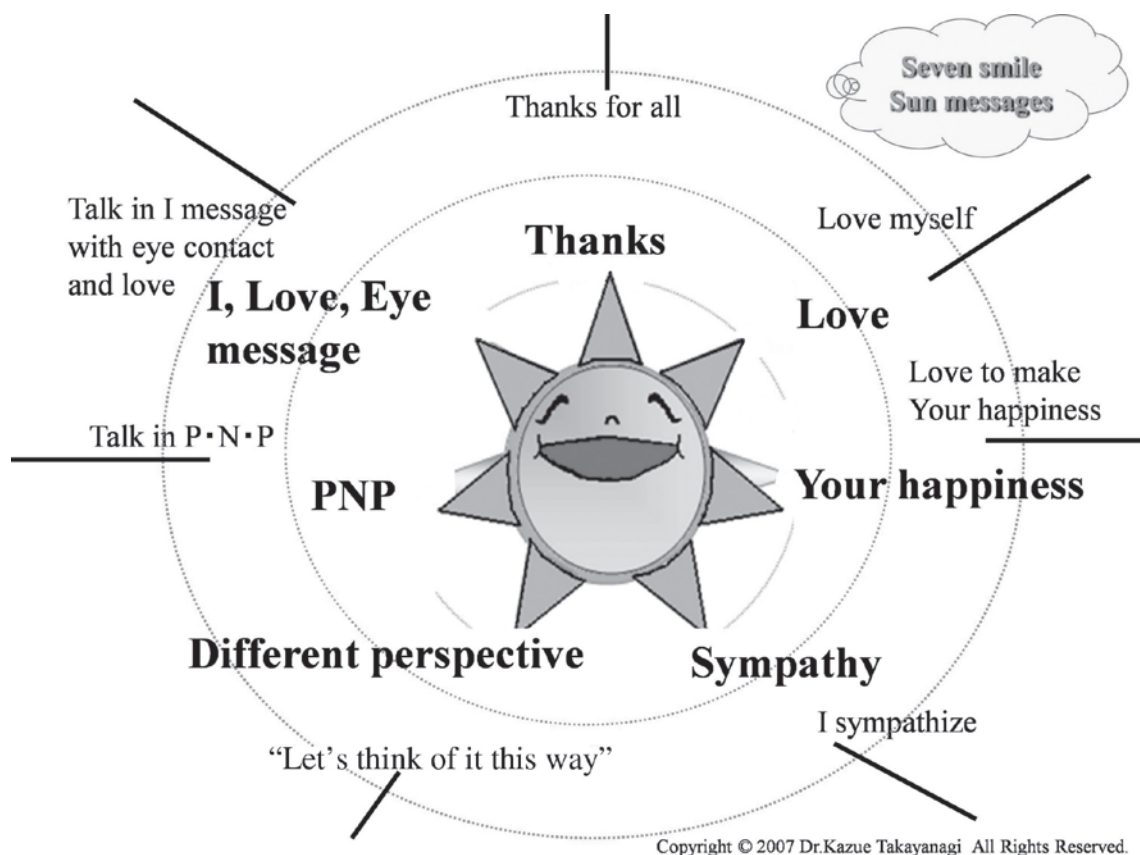 Seven smile
Sun messages
Thanks for all
Thanks
Love myself
Love
Love to make
Your happiness
Your happiness
Sympathy
I sympathize
Different perspective
“Let’s think of it this way”
PNP
Talk in P・N・P
I, Love, Eye
message
Talk in I message
with eye contact
and love
Copyright © 2007 Dr.Kazue Takayanagi All Rights Reserved.